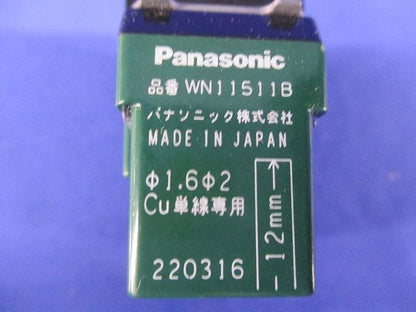 Panasonic
品番 WN11511B
パナソニック株式会社
MADE IN JAPAN
φ1.6φ2
Cu単線専用
12mm
220316